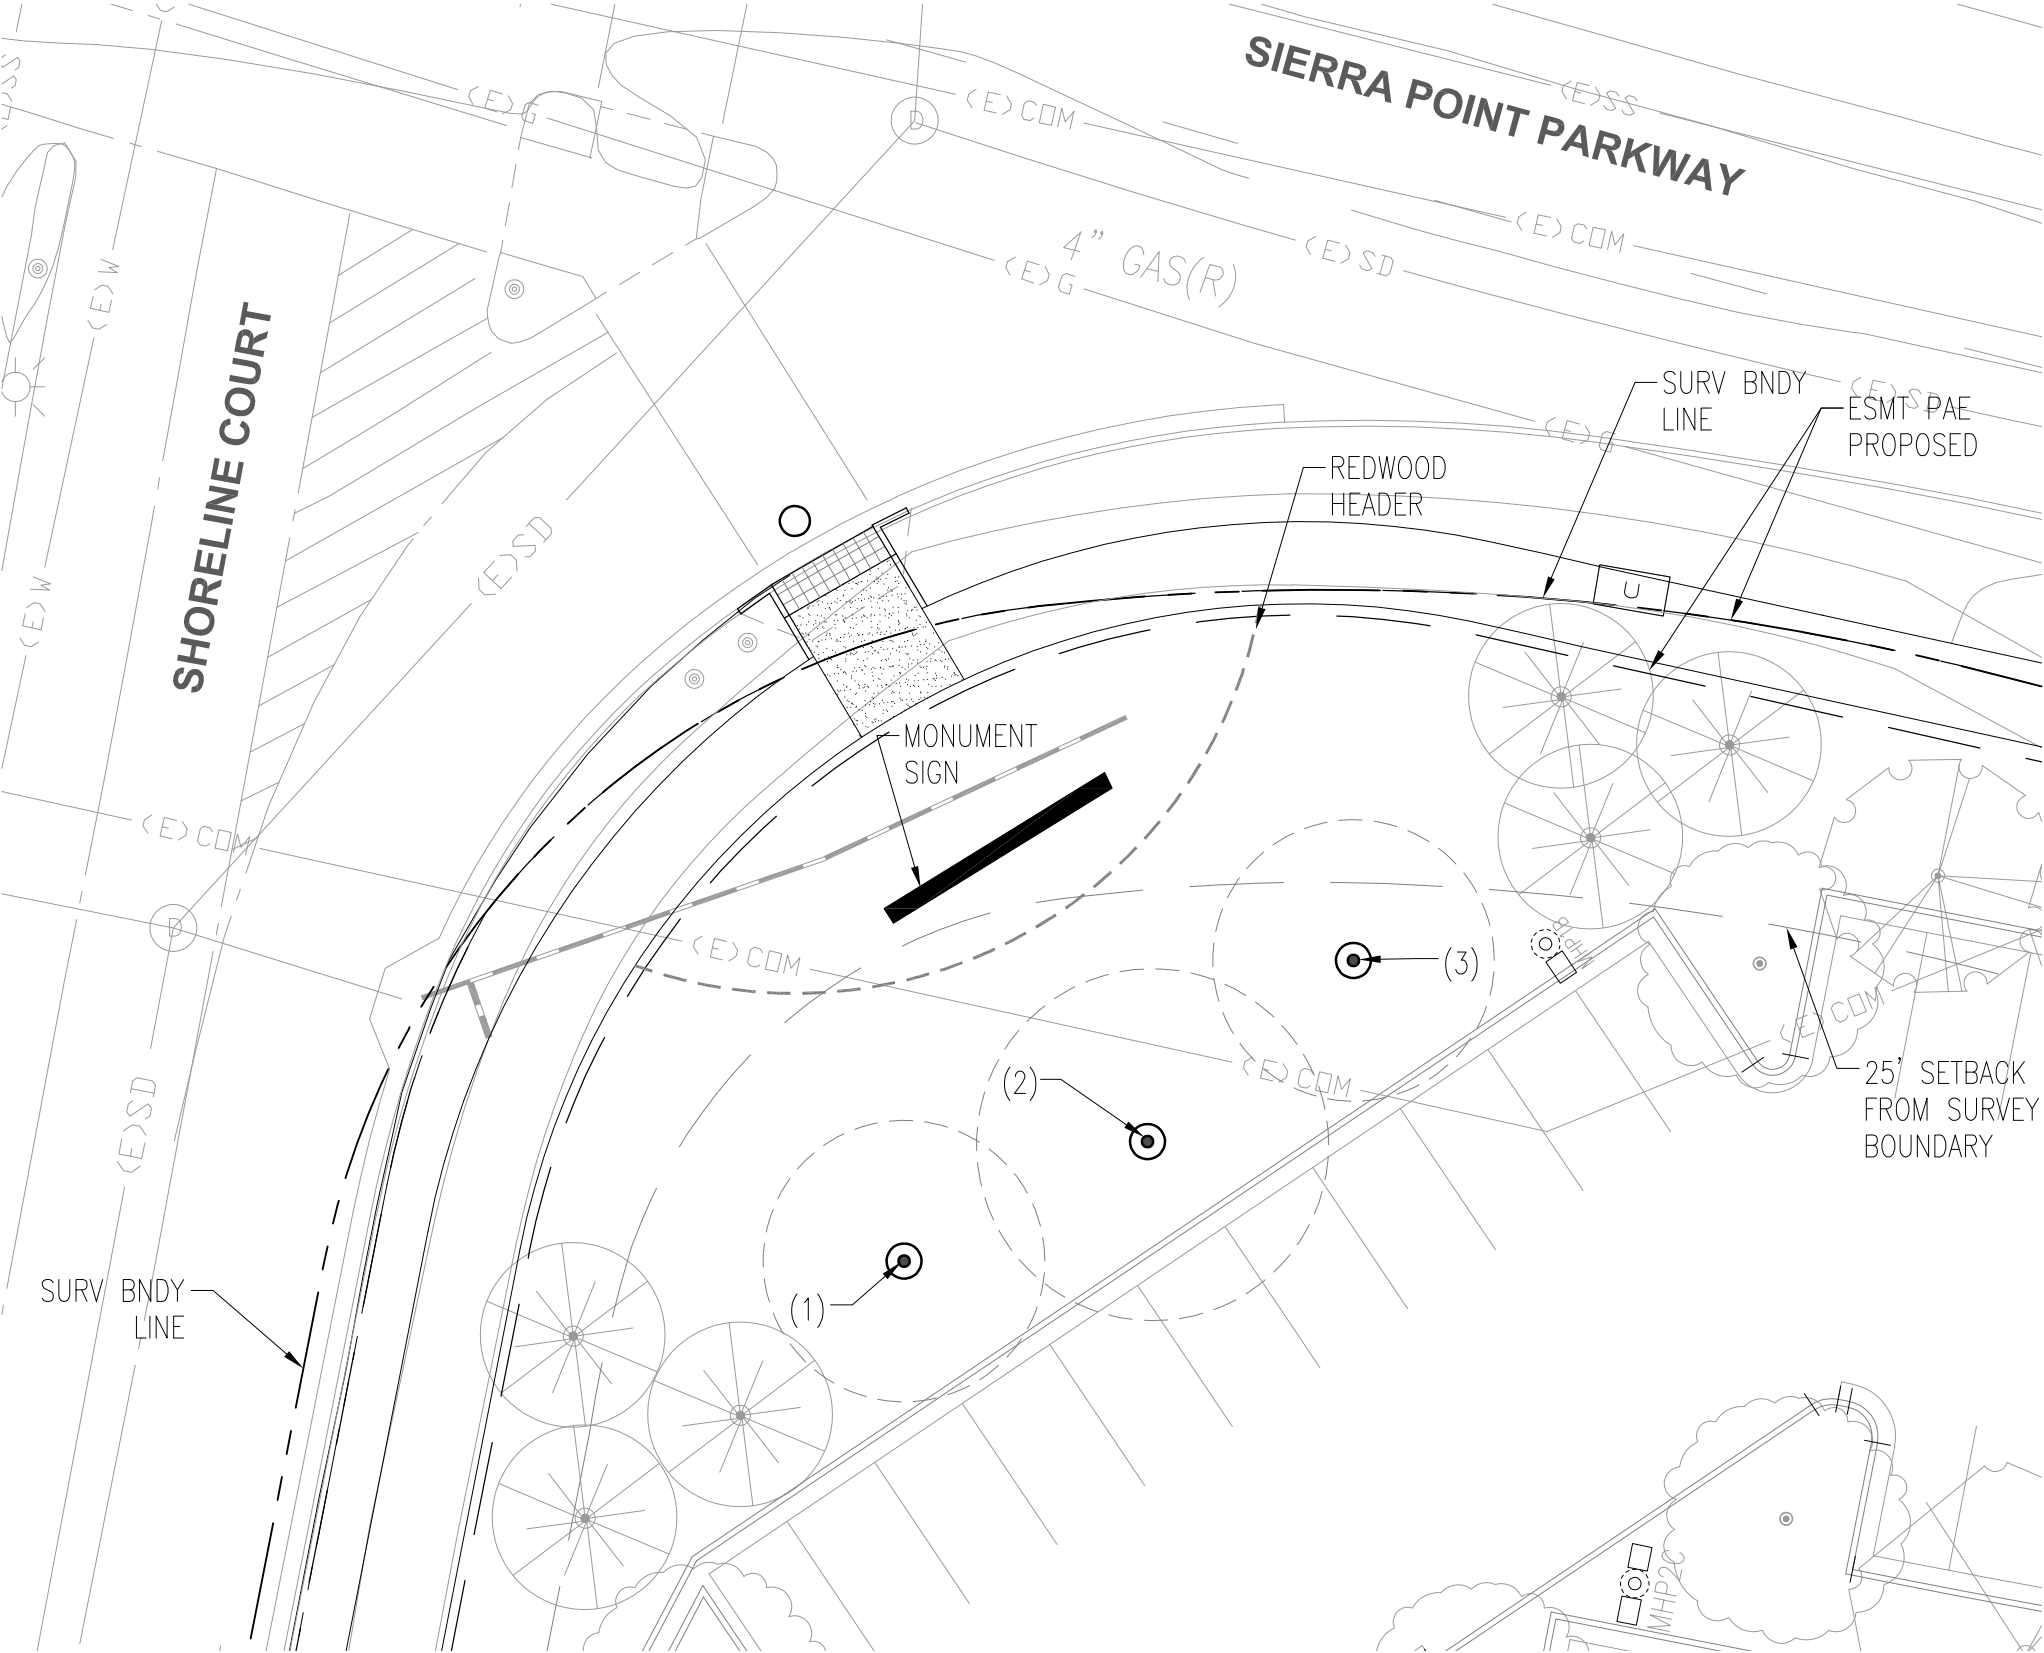 SIERRA POINT PARKWAY
(E)SS
(E)G
(E)COM
D
(E)COM
4" GAS(R)
(E)SD
(E)G
(E)W
SHORELINE COURT
SURV BNDY
LINE
(E)SD
ESMT PAE
PROPOSED
(E)G
REDWOOD
HEADER
(E)SD
U
(E)W
MONUMENT
SIGN
(E)COM
D
(E)COM
(3)
(E)COM
(2)
(E)COM
25' SETBACK
FROM SURVEY
BOUNDARY
(E)SD
SURV BNDY
LINE
(1)
MHP2C